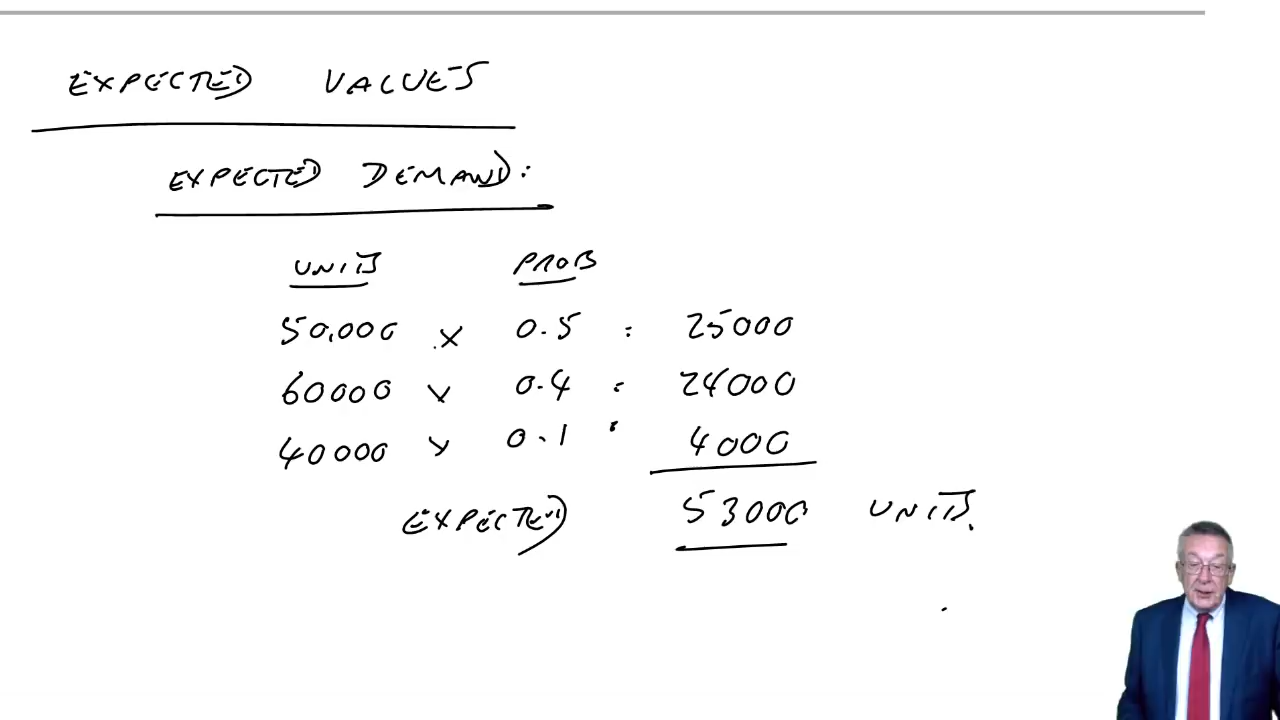 EXPECTED VALUES
EXPECTED DEMAND:
UNITS PROB
50,000 x 0.5 : 25000
60000 x 0.4 = 24000
40000 x 0.1 : 4000
EXPECTED 53000 UNITS.